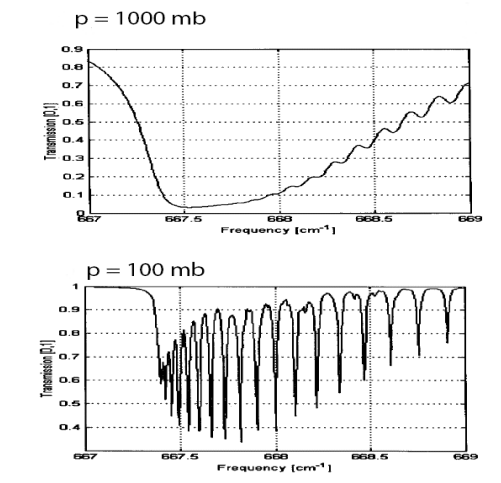 p = 1000 mb
0.9
0.8
0.7
0.6
0.5
0.4
0.3
0.2
0.1
0
Transmission [0,1]
667 667.5 668 668.5 669
Frequency [cm⁻¹]
p = 100 mb
1
0.9
0.8
0.7
0.6
0.5
0.4
Transmission [0,1]
667 667.5 668 668.5 669
Frequency [cm⁻¹]